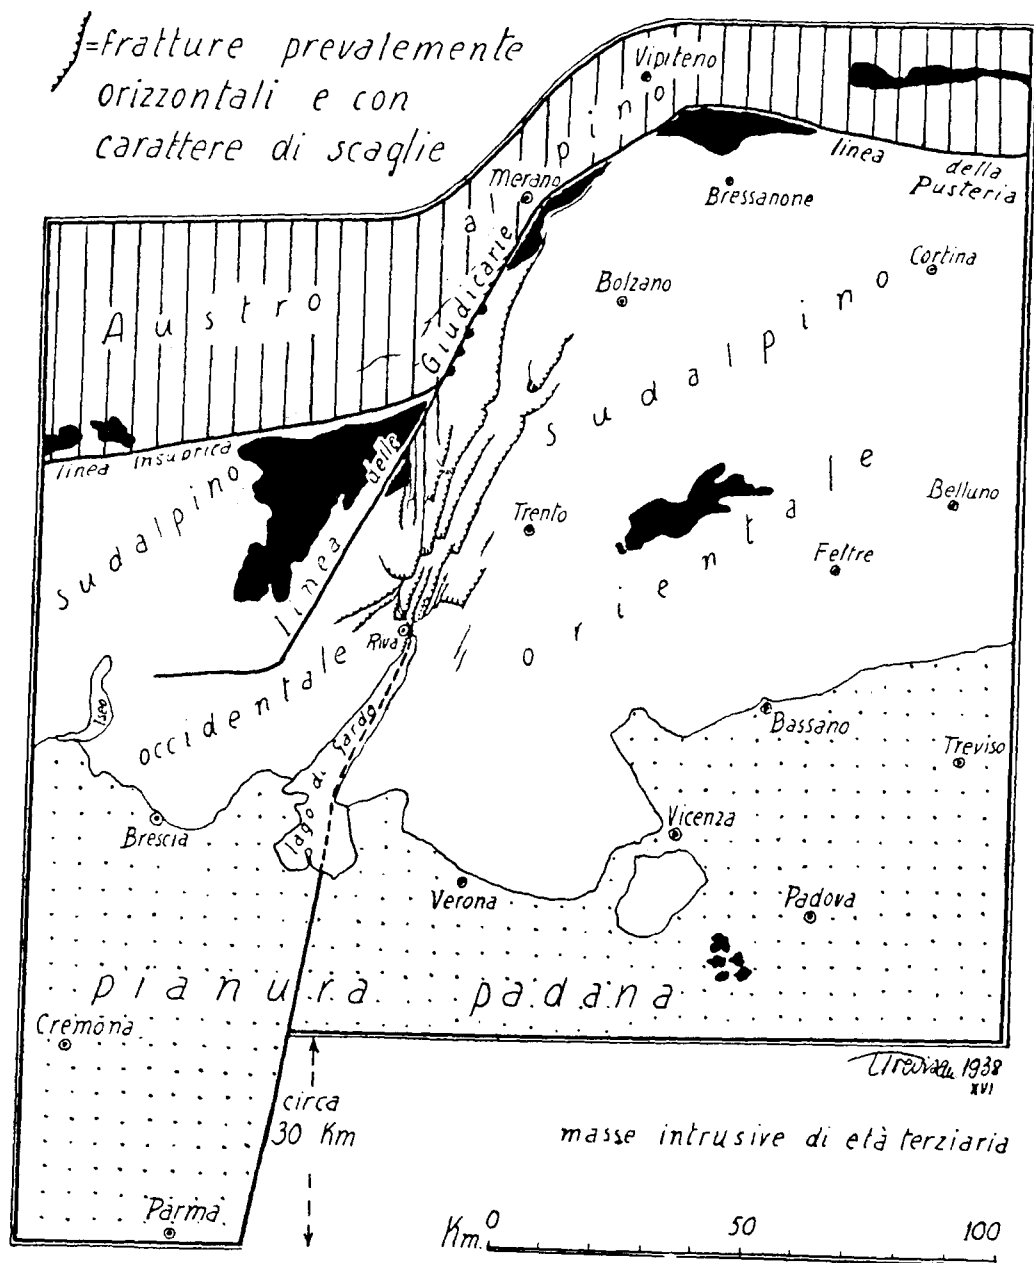 =fratture prevalemente
orizzontali e con
carattere di scaglie
Vipiteno
Austroalpino
Merano
linea della Pusteria
Bressanone
Cortina
Bolzano
linea delle Giudicarie
linea Insubrica
sudalpino orientale
sudalpino occidentale
Trento
Belluno
Feltre
Riva
Iseo
lago di Garda
Bassano
Treviso
Brescia
Vicenza
Verona
Padova
pianura padana
Cremona
1938
XVI
circa
30 Km
masse intrusive di età terziaria
Parma
Km. 0 50 100